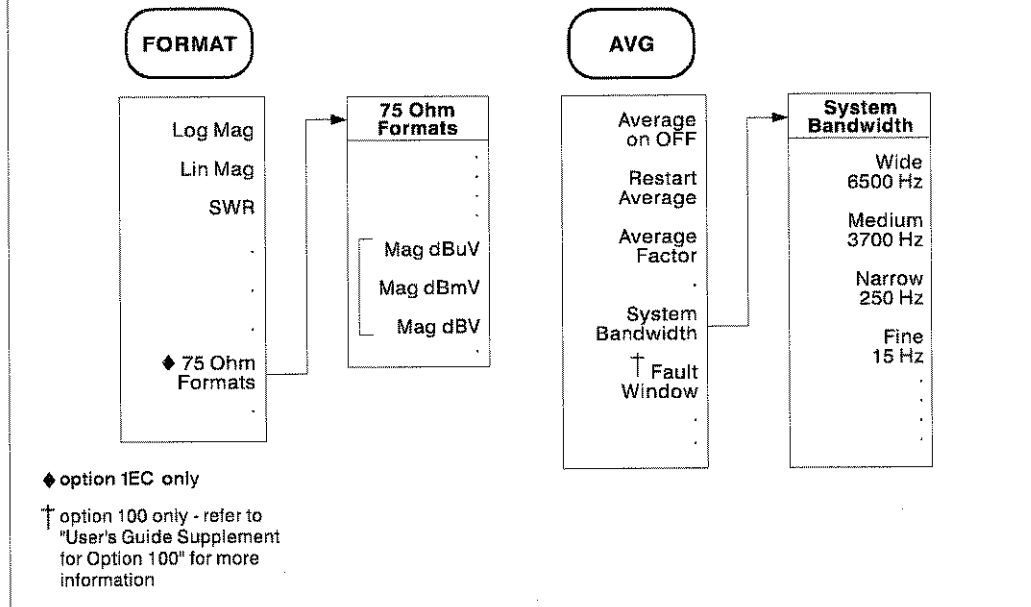 FORMAT
Log Mag
Lin Mag
SWR
.
.
.
♦ 75 Ohm
Formats
.
75 Ohm
Formats
.
.
.
.
Mag dBuV
Mag dBmV
Mag dBV
.
♦ option 1EC only
† option 100 only - refer to
"User's Guide Supplement
for Option 100" for more
information
AVG
Average
on OFF
Restart
Average
Average
Factor
.
System
Bandwidth
† Fault
Window
.
.
System
Bandwidth
Wide
6500 Hz
Medium
3700 Hz
Narrow
250 Hz
Fine
15 Hz
.
.
.
.